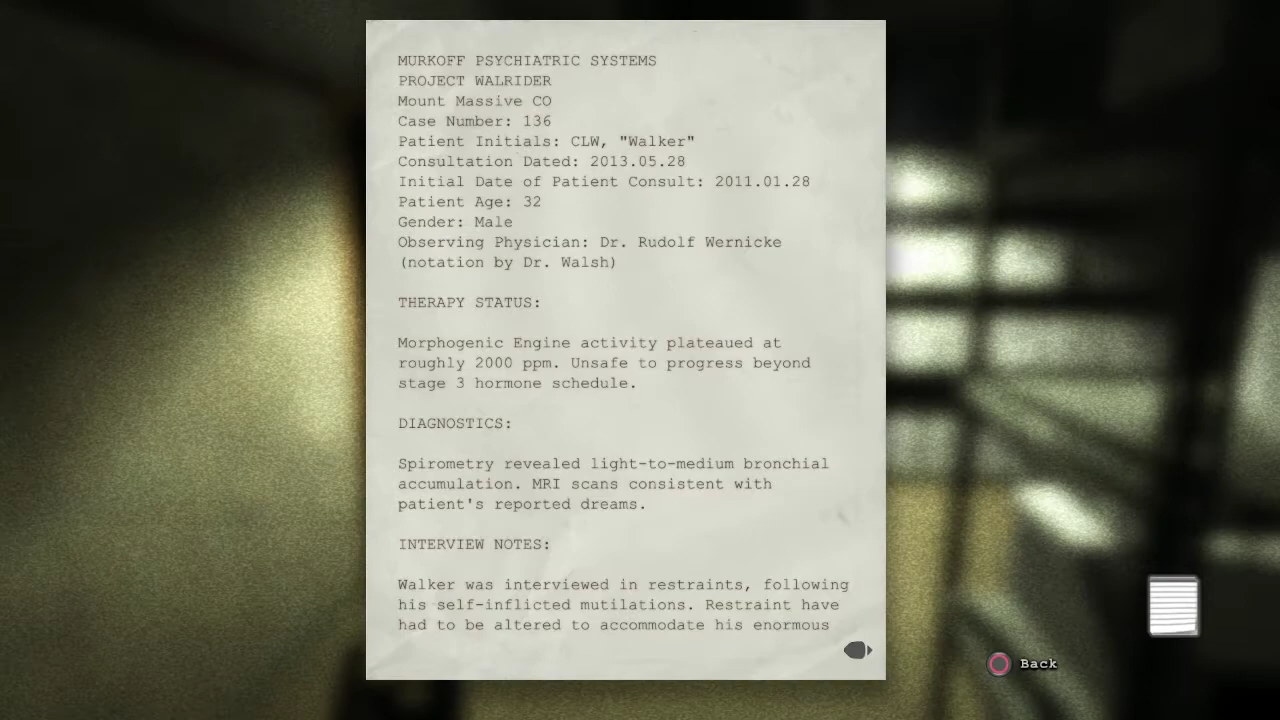 MURKOFF PSYCHIATRIC SYSTEMS
PROJECT WALRIDER
Mount Massive CO
Case Number: 136
Patient Initials: CLW, "Walker"
Consultation Dated: 2013.05.28
Initial Date of Patient Consult: 2011.01.28
Patient Age: 32
Gender: Male
Observing Physician: Dr. Rudolf Wernicke
(notation by Dr. Walsh)
THERAPY STATUS:
Morphogenic Engine activity plateaued at
roughly 2000 ppm. Unsafe to progress beyond
stage 3 hormone schedule.
DIAGNOSTICS:
Spirometry revealed light-to-medium bronchial
accumulation. MRI scans consistent with
patient's reported dreams.
INTERVIEW NOTES:
Walker was interviewed in restraints, following
his self-inflicted mutilations. Restraint have
had to be altered to accommodate his enormous
Back